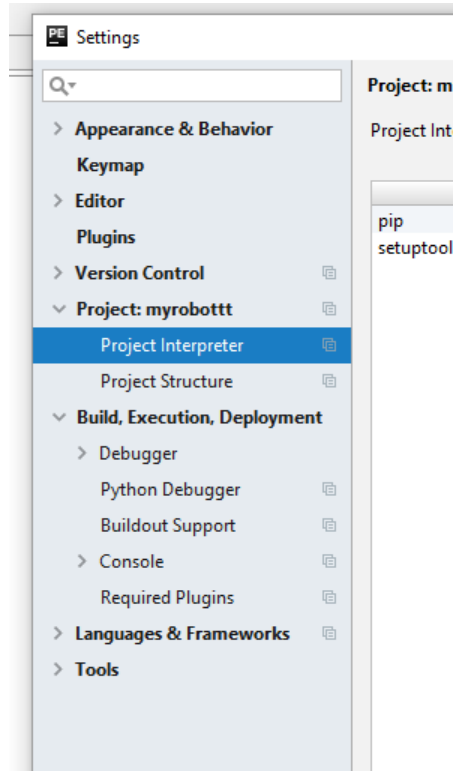 PE Settings
Appearance & Behavior
Keymap
Editor
Plugins
Version Control
Project: myrobottt
Project Interpreter
Project Structure
Build, Execution, Deployment
Debugger
Python Debugger
Buildout Support
Console
Required Plugins
Languages & Frameworks
Tools
Project: m
Project Int
pip
setuptool